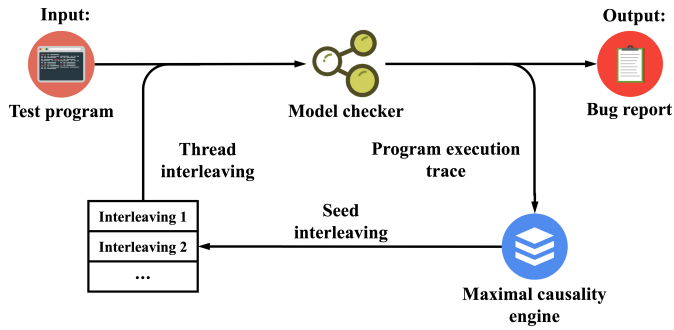 Input:
Output:
Test program
Model checker
Bug report
Thread
interleaving
Program execution
trace
Interleaving 1
Interleaving 2
...
Seed
interleaving
Maximal causality
engine